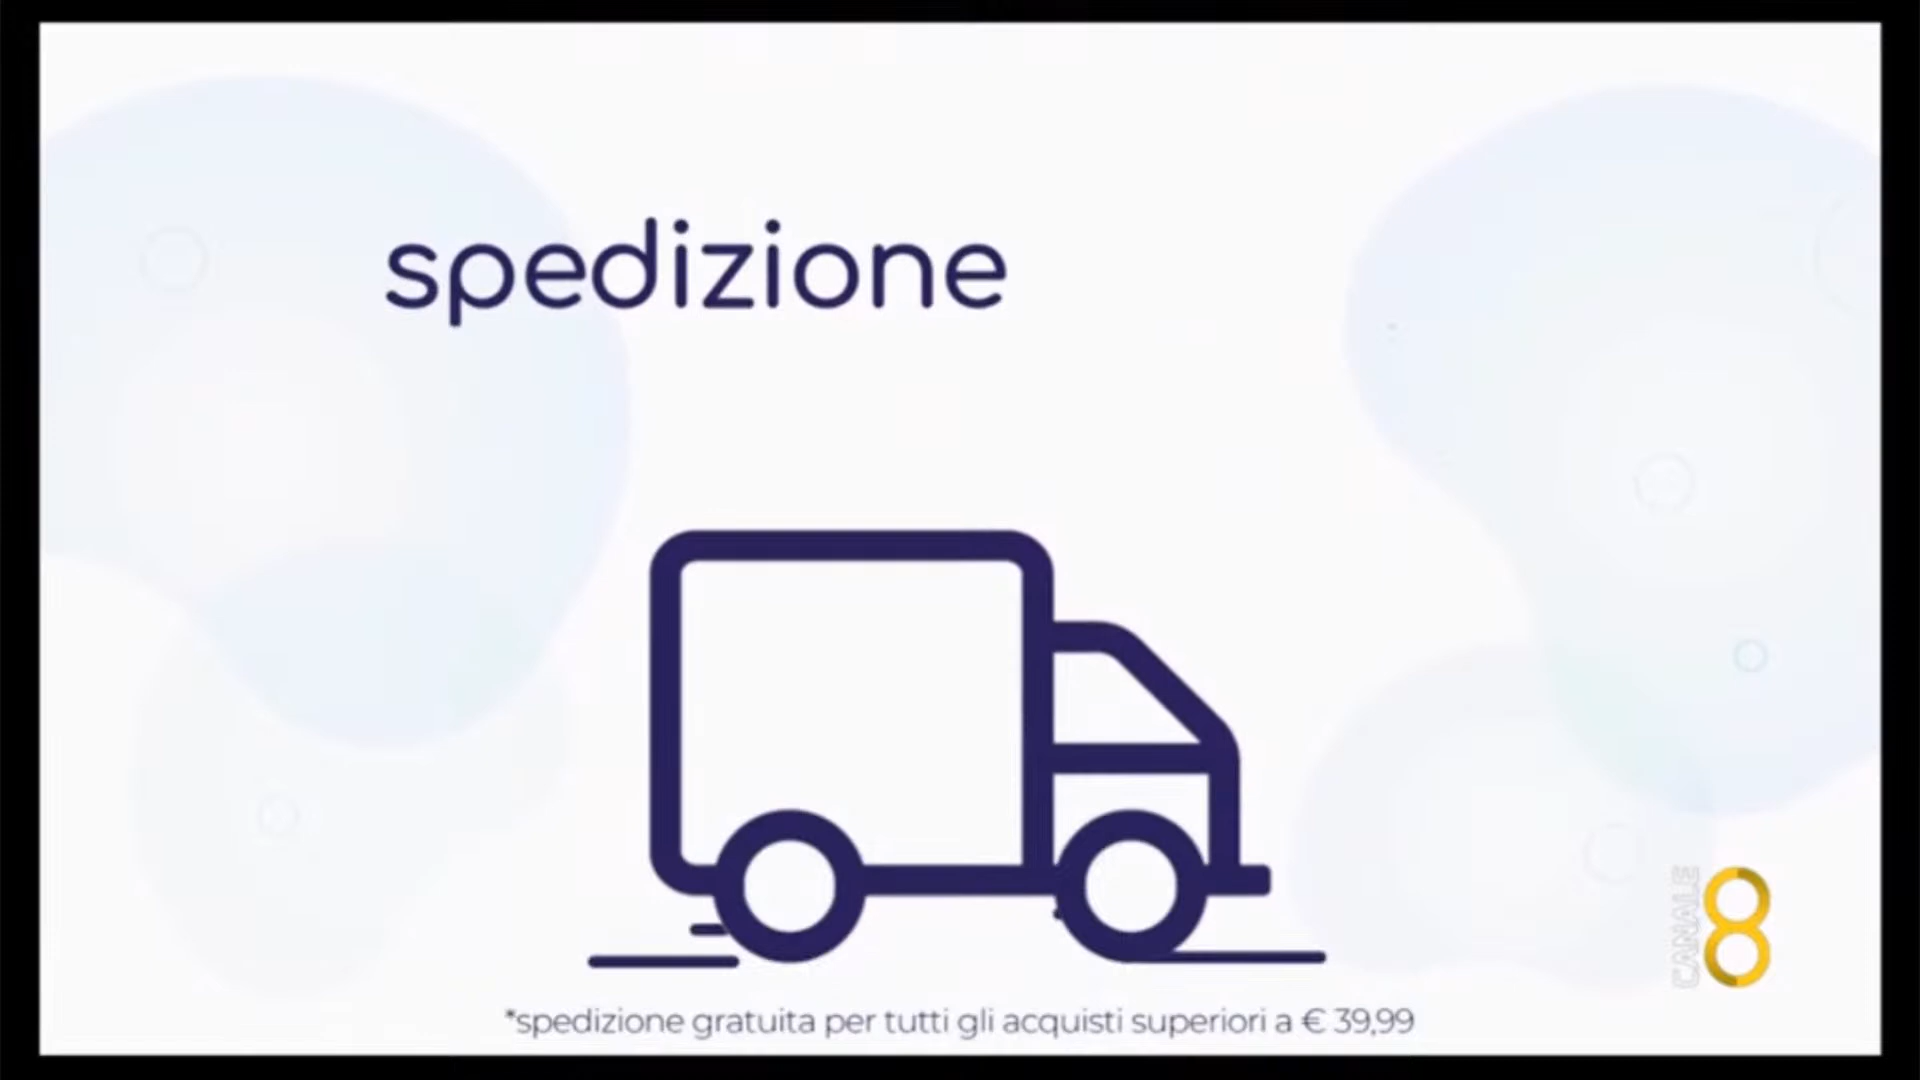 spedizione
CANALE 8
*spedizione gratuita per tutti gli acquisti superiori a € 39,99